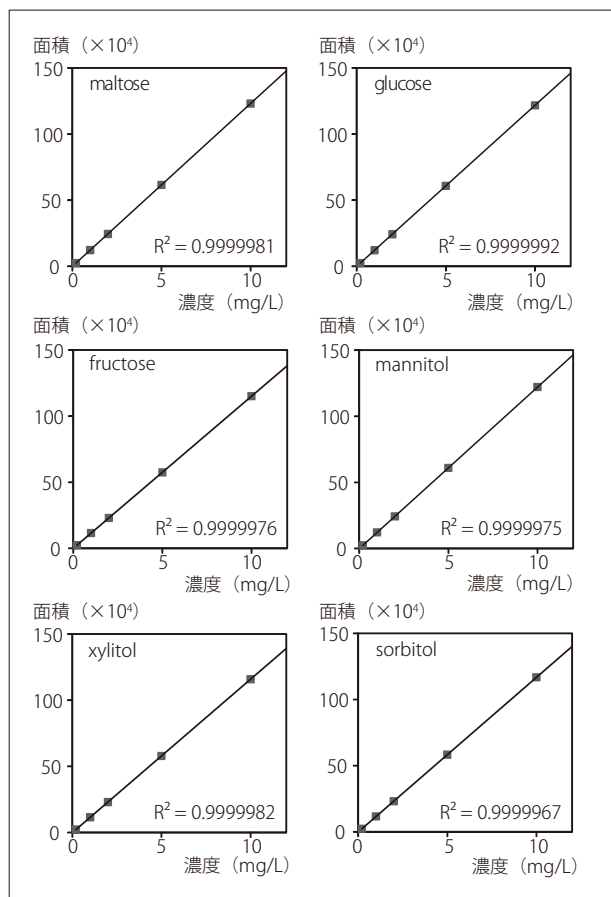 面積（×10⁴）
150
100
50
0
maltose
R² = 0.9999981
0
5
10
濃度（mg/L）
面積（×10⁴）
150
100
50
0
glucose
R² = 0.9999992
0
5
10
濃度（mg/L）
面積（×10⁴）
150
100
50
0
fructose
R² = 0.9999976
0
5
10
濃度（mg/L）
面積（×10⁴）
150
100
50
0
mannitol
R² = 0.9999975
0
5
10
濃度（mg/L）
面積（×10⁴）
150
100
50
0
xylitol
R² = 0.9999982
0
5
10
濃度（mg/L）
面積（×10⁴）
150
100
50
0
sorbitol
R² = 0.9999967
0
5
10
濃度（mg/L）